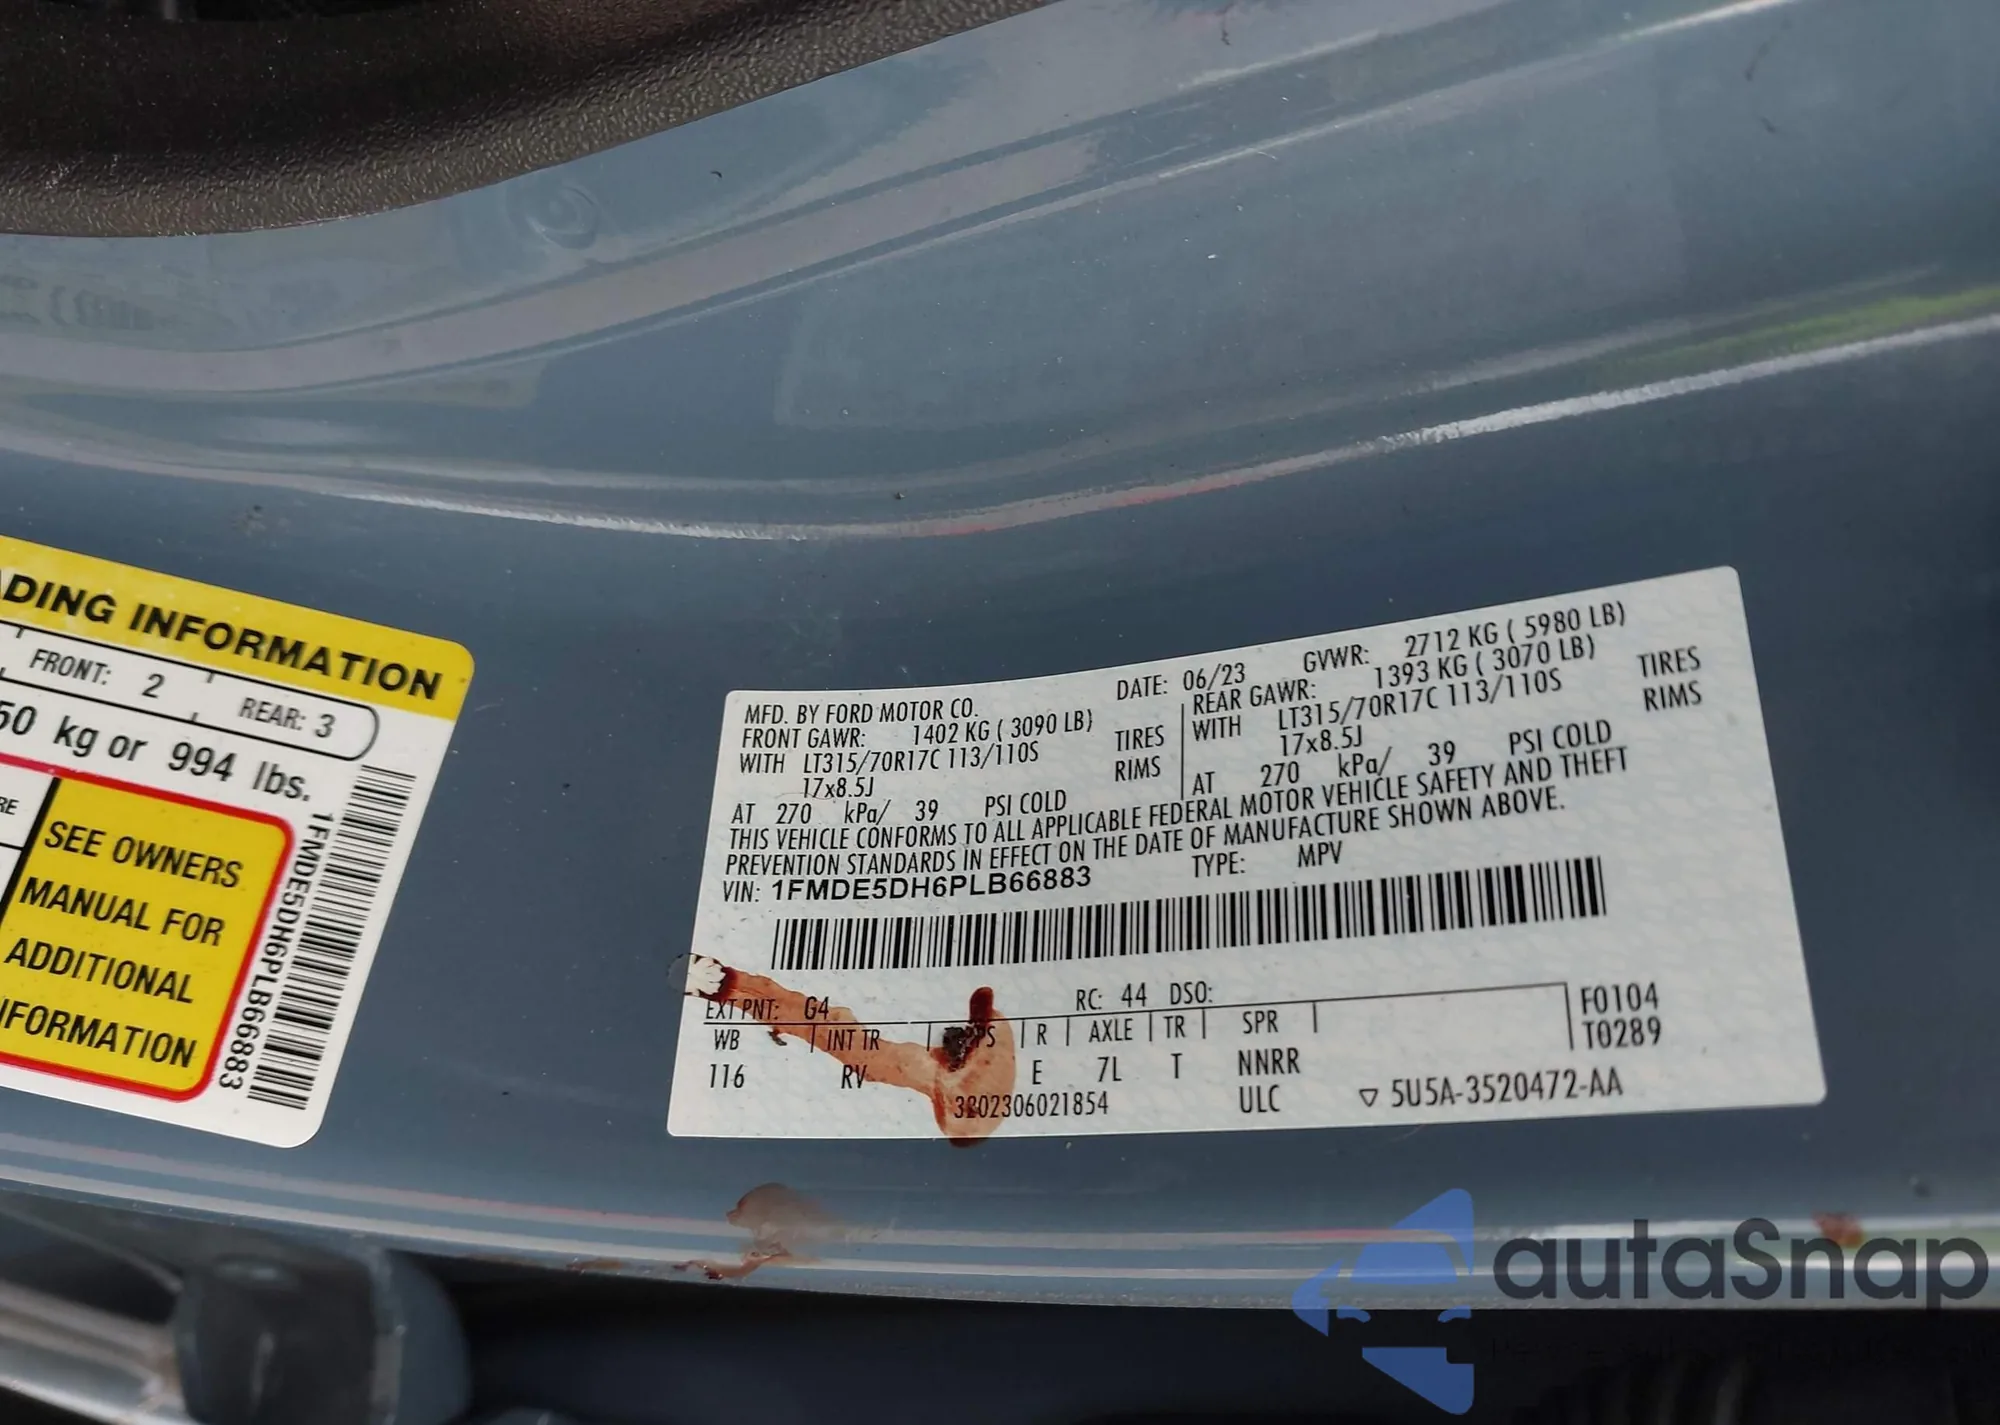 ADING INFORMATION
FRONT: 2 REAR: 3
50 kg or 994 lbs.
RE
SEE OWNERS
MANUAL FOR
ADDITIONAL
NFORMATION
1FMDE5DH6PLB66883
MFD. BY FORD MOTOR CO. DATE: 06/23 GVWR: 2712 KG ( 5980 LB)
FRONT GAWR: 1402 KG ( 3090 LB) REAR GAWR: 1393 KG ( 3070 LB)
WITH LT315/70R17C 113/110S TIRES WITH LT315/70R17C 113/110S TIRES
17x8.5J RIMS 17x8.5J RIMS
AT 270 kPa/ 39 PSI COLD AT 270 kPa/ 39 PSI COLD
THIS VEHICLE CONFORMS TO ALL APPLICABLE FEDERAL MOTOR VEHICLE SAFETY AND THEFT
PREVENTION STANDARDS IN EFFECT ON THE DATE OF MANUFACTURE SHOWN ABOVE.
VIN: 1FMDE5DH6PLB66883 TYPE: MPV
EXT PNT: G4 RC: 44 DSO:
WB INT TR R AXLE TR SPR F0104
T0289
116 RV E 7L T NNRR
ULC ▽ 5U5A-3520472-AA
autaSnap